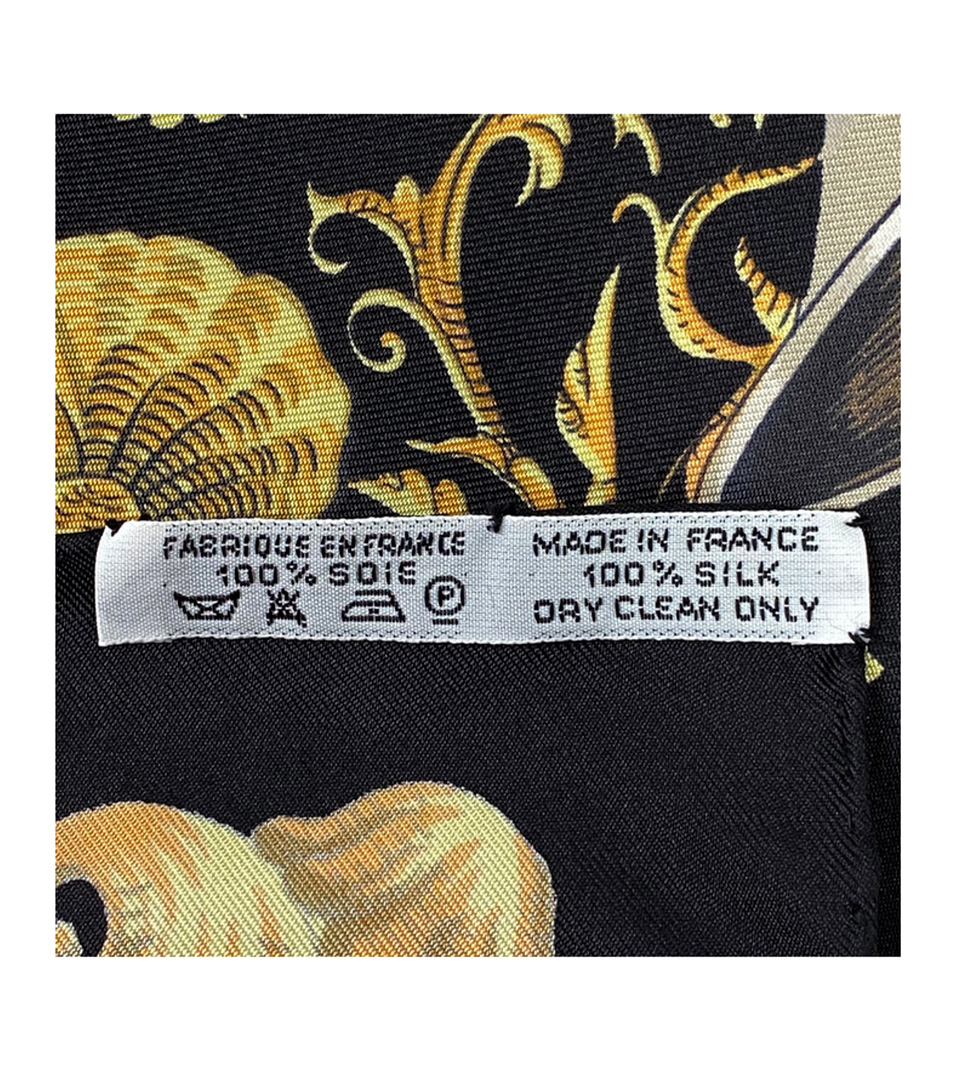 FABRIQUE EN FRANCE
100% SOIE
P
MADE IN FRANCE
100% SILK
DRY CLEAN ONLY